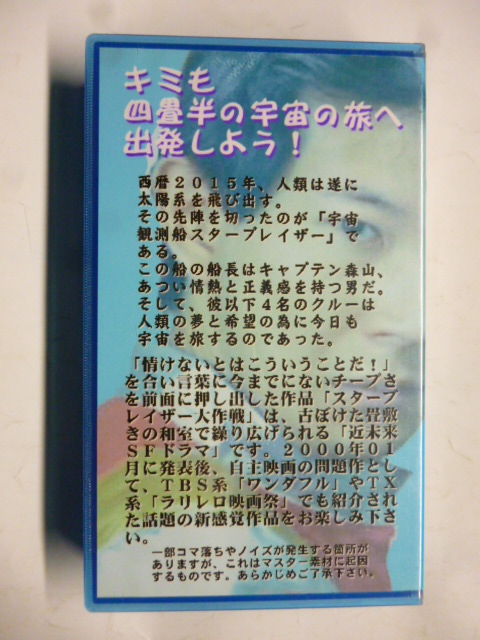 キミも
四畳半の宇宙の旅へ
出発しよう！
西暦２０１５年、人類は遂に
太陽系を飛び出す。
その先陣を切ったのが「宇宙
観測船スターブレイザー」で
ある。
この船の船長はキャプテン森山、
あつい情熱と正義感を持つ男だ。
そして、彼以下４名のクルーは
人類の夢と希望の為に今日も
宇宙を旅するのであった。
「情けないとはこういうことだ！」
を合い言葉に今までにないチープさ
を前面に押し出した作品「スターブ
レイザー大作戦」は、古ぼけた畳敷
きの和室で繰り広げられる「近未来
ＳＦドラマ」です。２０００年０１
月に発表後、自主映画の問題作とし
て、ＴＢＳ系「ワンダフル」やＴＸ
系「ラリレロ映画祭」でも紹介され
た話題の新感覚作品をお楽しみ下さ
い。
一部コマ落ちやノイズが発生する箇所が
ありますが、これはマスター素材に起因
するものです。あらかじめご了承下さい。